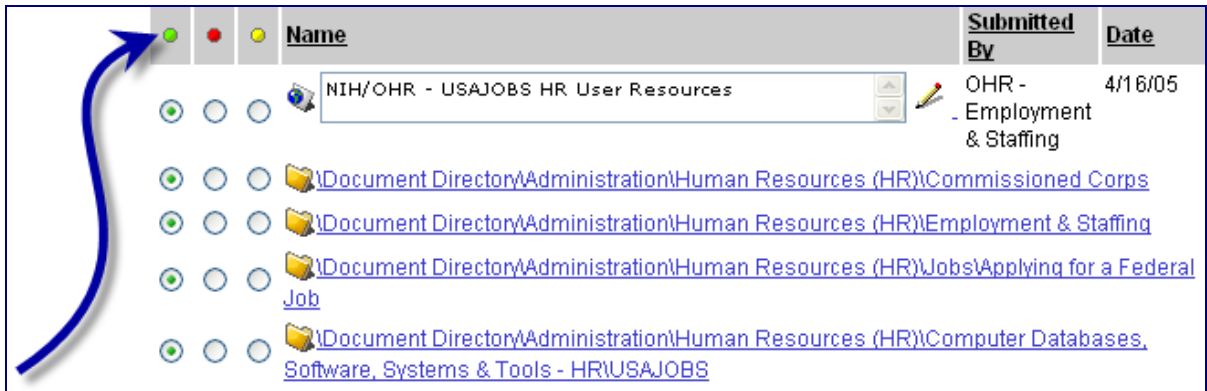 Name Submitted By Date
NIH/OHR - USAJOBS HR User Resources
OHR - Employment & Staffing
4/16/05
\Document Directory\Administration\Human Resources (HR)\Commissioned Corps
\Document Directory\Administration\Human Resources (HR)\Employment & Staffing
\Document Directory\Administration\Human Resources (HR)\Jobs\Applying for a Federal
Job
\Document Directory\Administration\Human Resources (HR)\Computer Databases,
Software, Systems & Tools - HR\USAJOBS